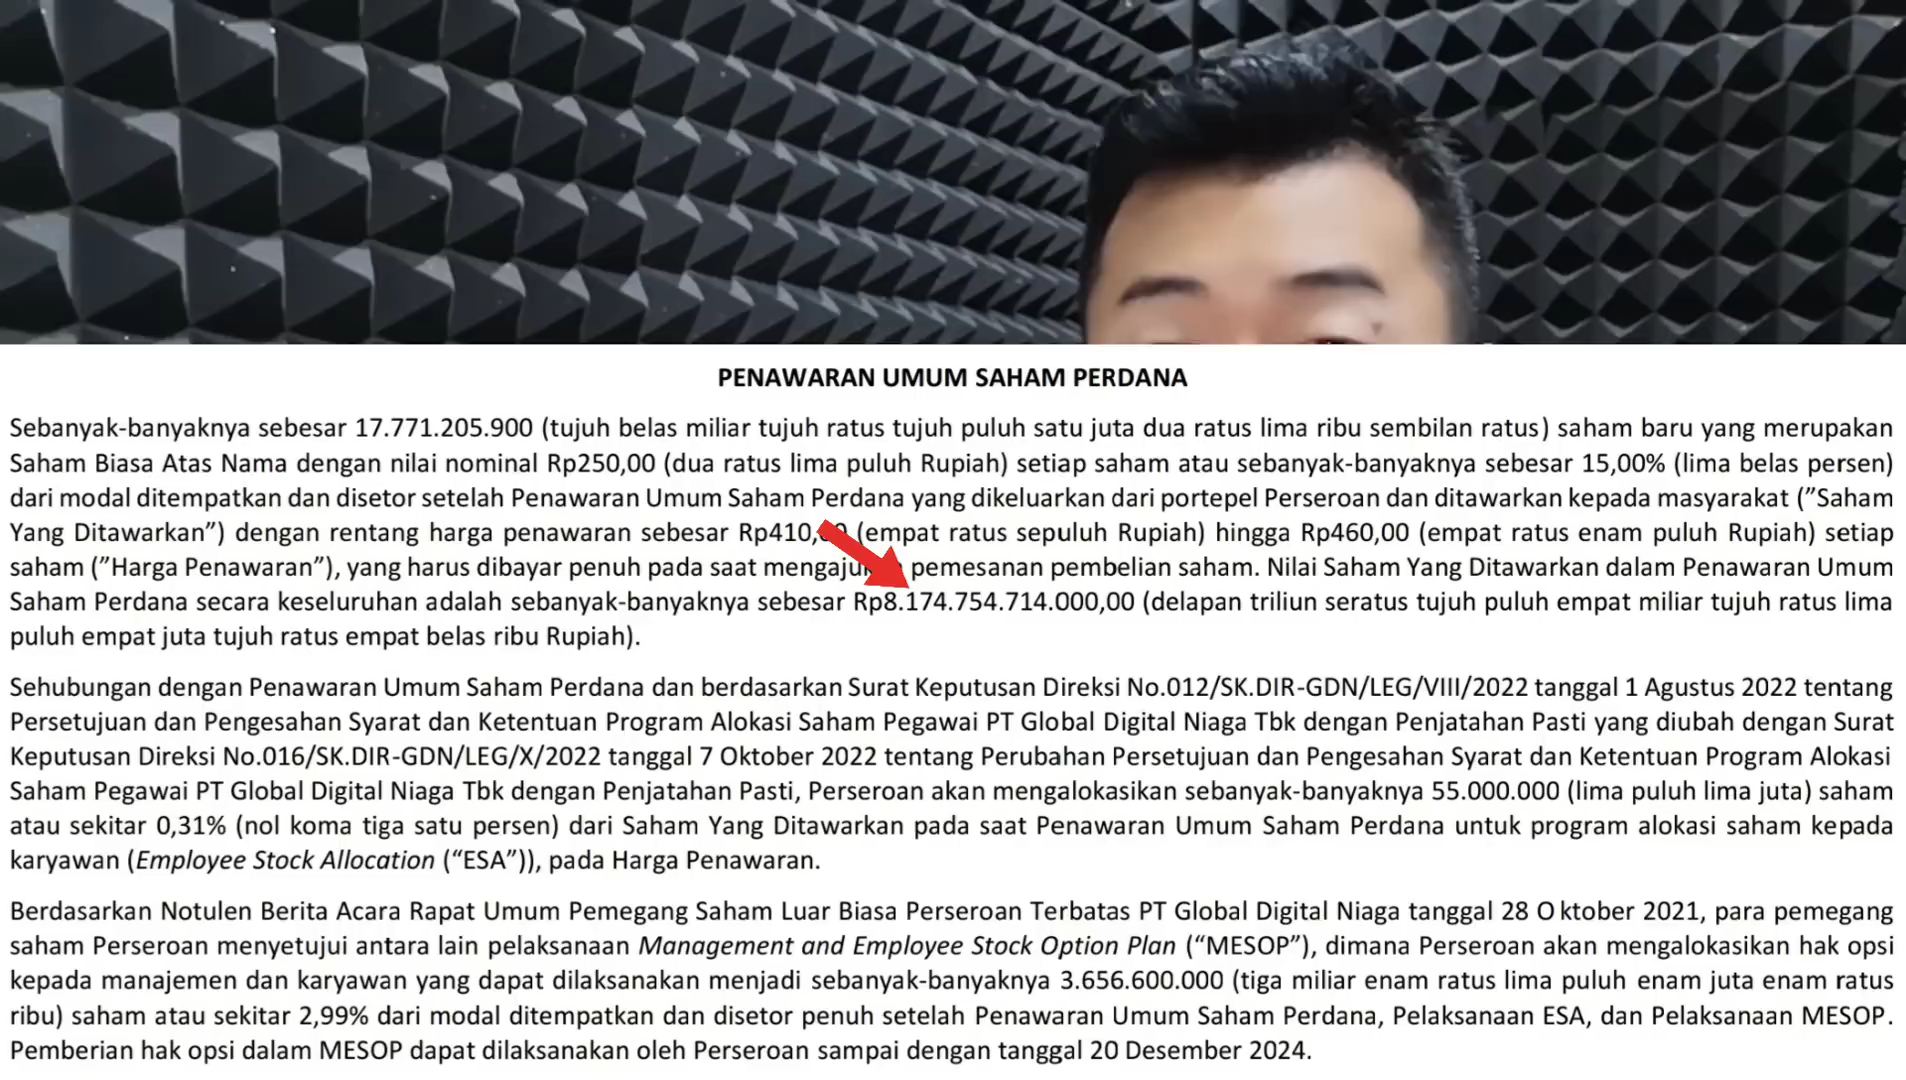 PENAWARAN UMUM SAHAM PERDANA
Sebanyak-banyaknya sebesar 17.771.205.900 (tujuh belas miliar tujuh ratus tujuh puluh satu juta dua ratus lima ribu sembilan ratus) saham baru yang merupakan
Saham Biasa Atas Nama dengan nilai nominal Rp250,00 (dua ratus lima puluh Rupiah) setiap saham atau sebanyak-banyaknya sebesar 15,00% (lima belas persen)
dari modal ditempatkan dan disetor setelah Penawaran Umum Saham Perdana yang dikeluarkan dari portepel Perseroan dan ditawarkan kepada masyarakat (”Saham
Yang Ditawarkan”) dengan rentang harga penawaran sebesar (empat ratus sepuluh Rupiah) hingga Rp460,00 (empat ratus enam puluh Rupiah) setiap
saham (”Harga Penawaran”), yang harus dibayar penuh pada saat pemesanan pembelian saham. Nilai Saham Yang Ditawarkan dalam Penawaran Umum
Saham Perdana secara keseluruhan adalah sebanyak-banyaknya sebesar Rp8.174.754.714.000,00 (delapan triliun seratus tujuh puluh empat miliar tujuh ratus lima
puluh empat juta tujuh ratus empat belas ribu Rupiah).
Sehubungan dengan Penawaran Umum Saham Perdana dan berdasarkan Surat Keputusan Direksi No.012/SK.DIR-GDN/LEG/VIII/2022 tanggal 1 Agustus 2022 tentang
Persetujuan dan Pengesahan Syarat dan Ketentuan Program Alokasi Saham Pegawai PT Global Digital Niaga Tbk dengan Penjatahan Pasti yang diubah dengan Surat
Keputusan Direksi No.016/SK.DIR-GDN/LEG/X/2022 tanggal 7 Oktober 2022 tentang Perubahan Persetujuan dan Pengesahan Syarat dan Ketentuan Program Alokasi
Saham Pegawai PT Global Digital Niaga Tbk dengan Penjatahan Pasti, Perseroan akan mengalokasikan sebanyak-banyaknya 55.000.000 (lima puluh lima juta) saham
atau sekitar 0,31% (nol koma tiga satu persen) dari Saham Yang Ditawarkan pada saat Penawaran Umum Saham Perdana untuk program alokasi saham kepada
karyawan (Employee Stock Allocation (“ESA”)), pada Harga Penawaran.
Berdasarkan Notulen Berita Acara Rapat Umum Pemegang Saham Luar Biasa Perseroan Terbatas PT Global Digital Niaga tanggal 28 Oktober 2021, para pemegang
saham Perseroan menyetujui antara lain pelaksanaan Management and Employee Stock Option Plan (“MESOP”), dimana Perseroan akan mengalokasikan hak opsi
kepada manajemen dan karyawan yang dapat dilaksanakan menjadi sebanyak-banyaknya 3.656.600.000 (tiga miliar enam ratus lima puluh enam juta enam ratus
ribu) saham atau sekitar 2,99% dari modal ditempatkan dan disetor penuh setelah Penawaran Umum Saham Perdana, Pelaksanaan ESA, dan Pelaksanaan MESOP.
Pemberian hak opsi dalam MESOP dapat dilaksanakan oleh Perseroan sampai dengan tanggal 20 Desember 2024.